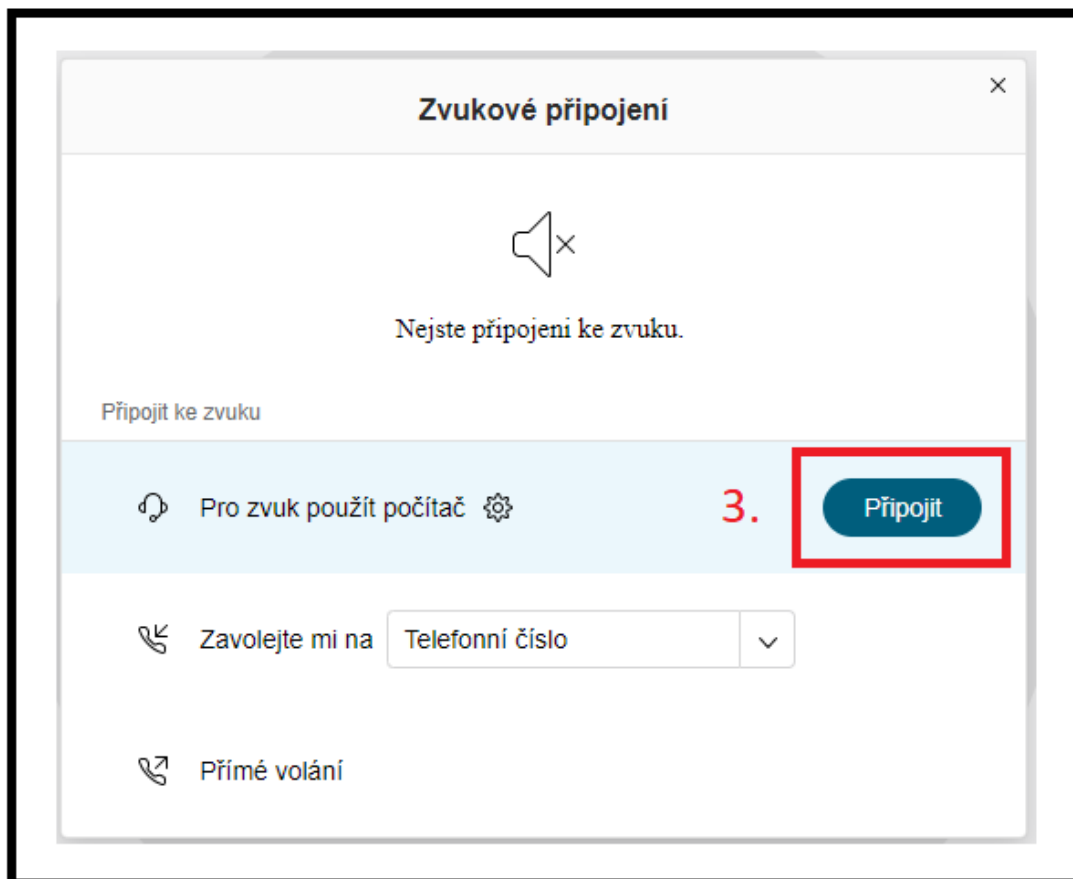 Zvukové připojení
Nejste připojeni ke zvuku.
Připojit ke zvuku
Pro zvuk použít počítač 3. Připojit
Zavolejte mi na Telefonní číslo
Přímé volání